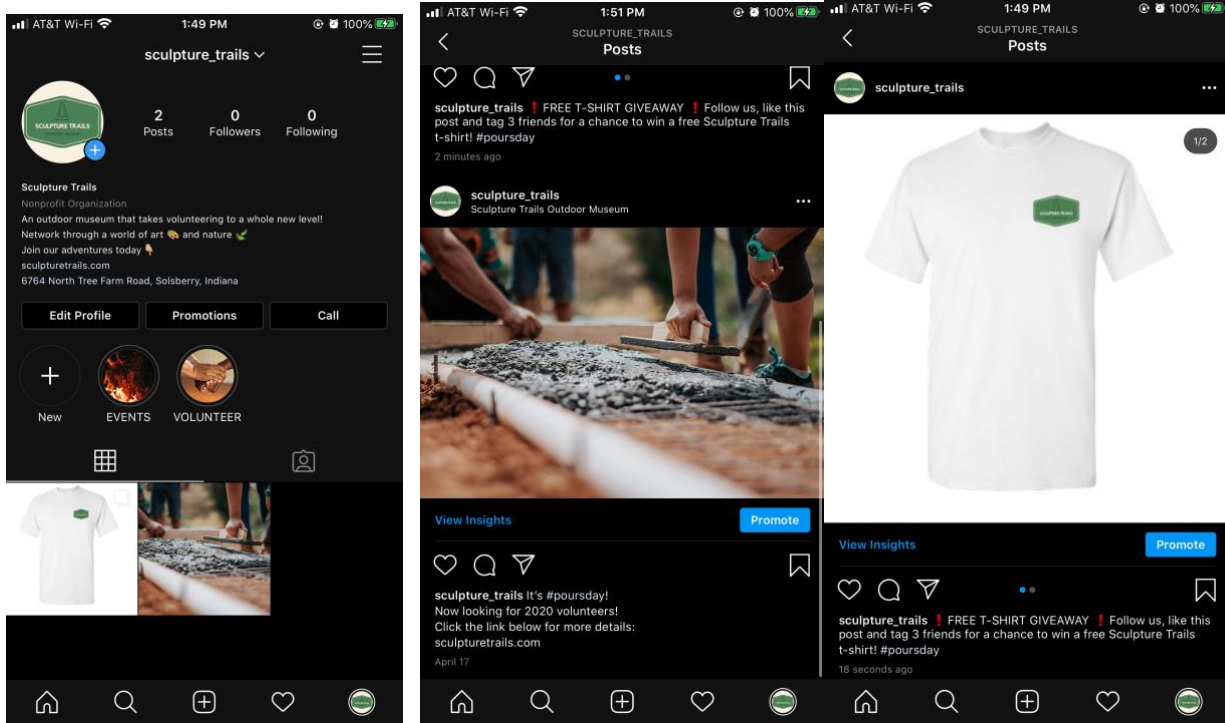 AT&T Wi-Fi 1:49 PM 100%
sculpture_trails
SCULPTURE TRAILS
2 0 0
Posts Followers Following
Sculpture Trails
Nonprofit Organization
An outdoor museum that takes volunteering to a whole new level!
Network through a world of art 🎨 and nature 🌿
Join our adventures today 👇🏼
sculpturetrails.com
6764 North Tree Farm Road, Solsberry, Indiana
Edit Profile Promotions Call
New EVENTS VOLUNTEER
AT&T Wi-Fi 1:51 PM 100%
SCULPTURE_TRAILS
Posts
sculpture_trails ❗ FREE T-SHIRT GIVEAWAY ❗ Follow us, like this
post and tag 3 friends for a chance to win a free Sculpture Trails
t-shirt! #poursday
2 minutes ago
sculpture_trails
Sculpture Trails Outdoor Museum
View Insights Promote
sculpture_trails It's #poursday!
Now looking for 2020 volunteers!
Click the link below for more details:
sculpturetrails.com
April 17
AT&T Wi-Fi 1:49 PM 100%
SCULPTURE_TRAILS
Posts
sculpture_trails
1/2
SCULPTURE TRAILS
View Insights Promote
sculpture_trails ❗ FREE T-SHIRT GIVEAWAY ❗ Follow us, like this
post and tag 3 friends for a chance to win a free Sculpture Trails
t-shirt! #poursday
18 seconds ago